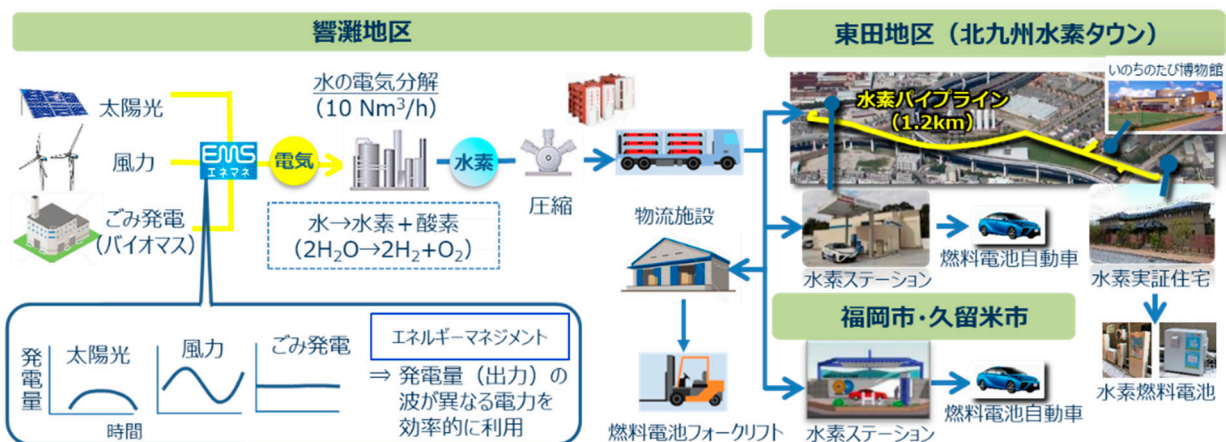 響灘地区
太陽光
風力
ごみ発電
(バイオマス)
EMS
エネマネ
電気
水の電気分解
(10 Nm³/h)
水→水素+酸素
(2H₂O→2H₂+O₂)
水素
圧縮
物流施設
燃料電池フォークリフト
発電量
太陽光
風力
ごみ発電
時間
エネルギーマネジメント
⇒ 発電量(出力)の
波が異なる電力を
効率的に利用
東田地区(北九州水素タウン)
水素パイプライン
(1.2km)
いのちのたび博物館
水素ステーション
燃料電池自動車
水素実証住宅
水素燃料電池
福岡市・久留米市
水素ステーション
燃料電池自動車